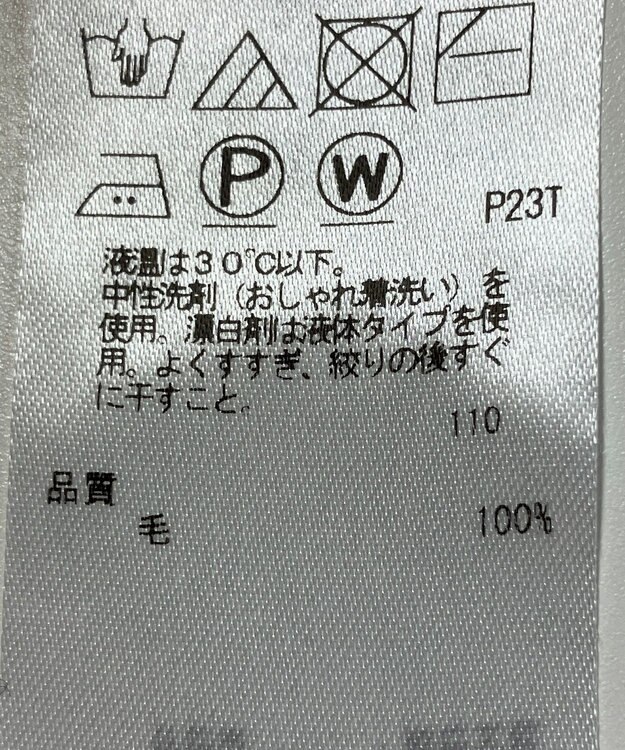 P W P23T
液温は30℃以下。
中性洗剤（おしゃれ着洗い）を
使用。漂白剤は液体タイプを使
用。よくすすぎ、絞りの後すぐ
に干すこと。
110
品質
毛 100%